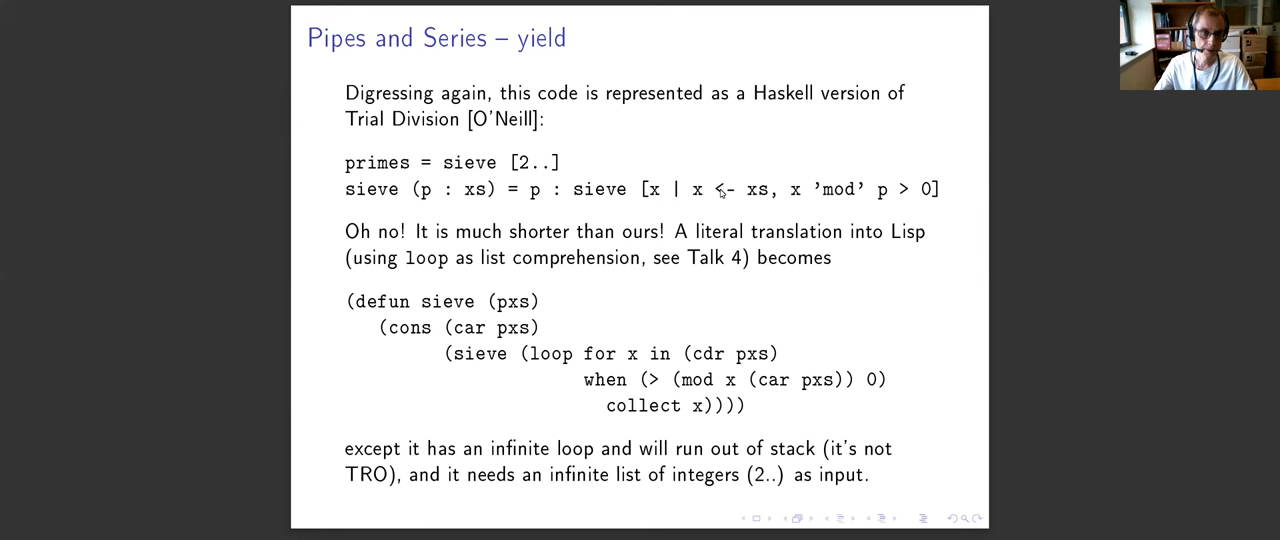 Pipes and Series – yield
Digressing again, this code is represented as a Haskell version of
Trial Division [O'Neill]:
primes = sieve [2..]
sieve (p : xs) = p : sieve [x | x <- xs, x 'mod' p > 0]
Oh no! It is much shorter than ours! A literal translation into Lisp
(using loop as list comprehension, see Talk 4) becomes
(defun sieve (pxs)
(cons (car pxs)
(sieve (loop for x in (cdr pxs)
when (> (mod x (car pxs)) 0)
collect x))))
except it has an infinite loop and will run out of stack (it's not
TRO), and it needs an infinite list of integers (2..) as input.